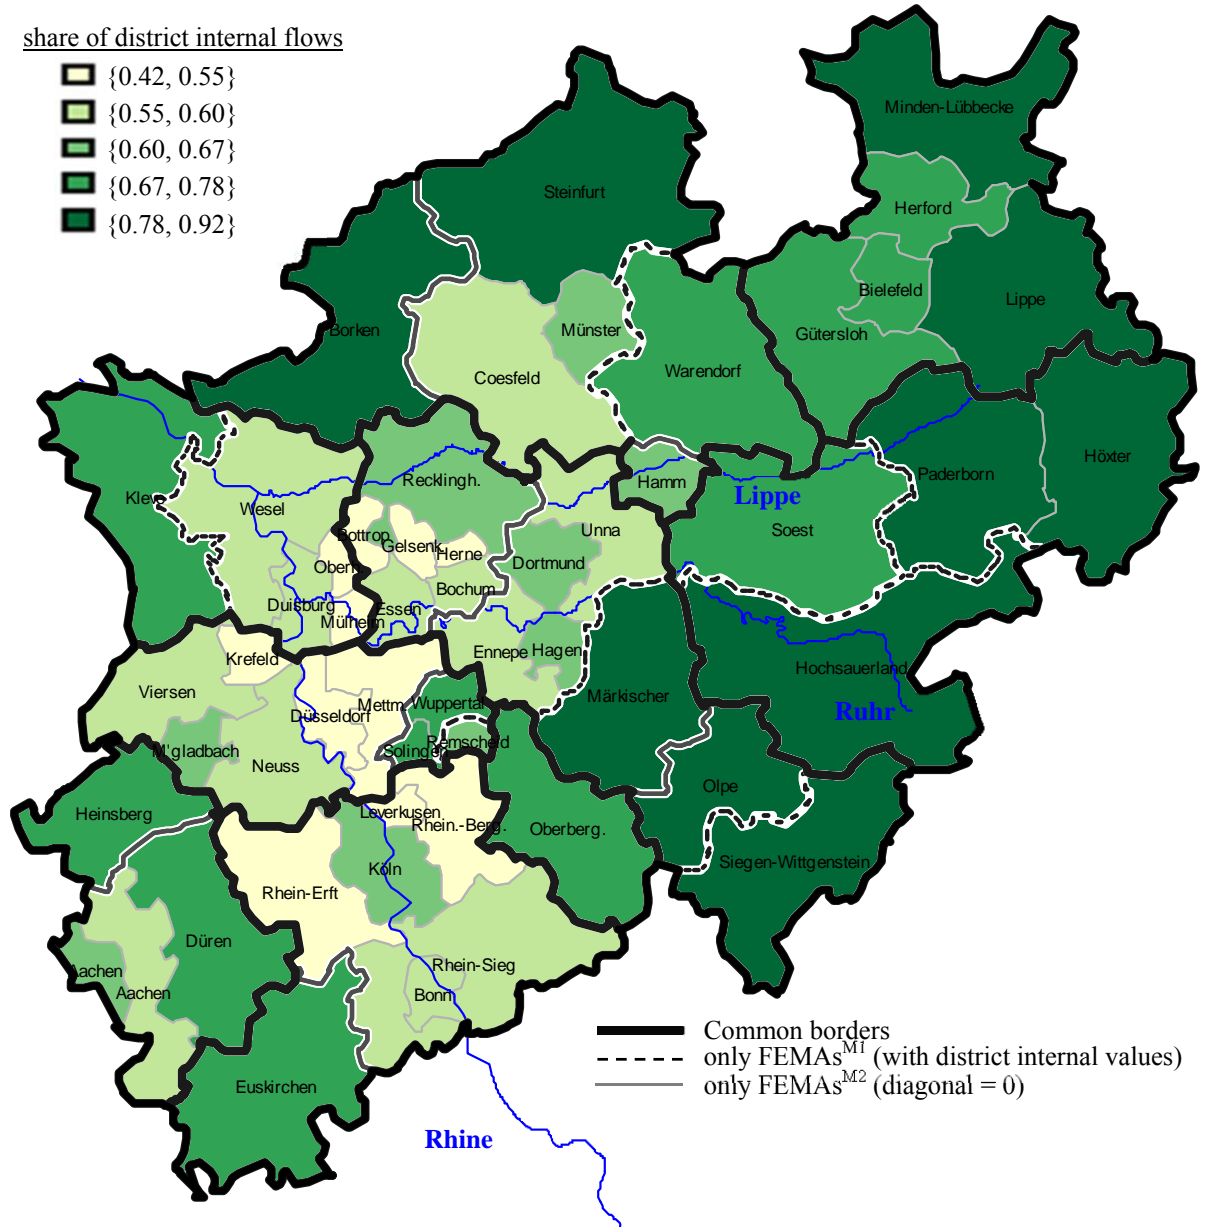 share of district internal flows
{0.42, 0.55}
{0.55, 0.60}
{0.60, 0.67}
{0.67, 0.78}
{0.78, 0.92}
Minden-Lübbecke
Steinfurt
Herford
Bielefeld
Lippe
Borken
Münster
Gütersloh
Coesfeld
Warendorf
Höxter
Paderborn
Recklingh.
Hamm
Lippe
Kleve
Wesel
Soest
Unna
Bottrop
Gelsenk
Herne
Dortmund
Oberh
Bochum
Duisburg
Essen
Mülheim
Krefeld
Ennepe
Hagen
Hochsauerland
Viersen
Märkischer
Mettm.
Wuppertal
Düsseldorf
Ruhr
M'gladbach
Solingen
Remscheid
Neuss
Olpe
Heinsberg
Leverkusen
Rhein.-Berg.
Oberberg.
Köln
Siegen-Wittgenstein
Rhein-Erft
Düren
Aachen
Rhein-Sieg
Aachen
Bonn
Common borders
only FEMAs^M1 (with district internal values)
only FEMAs^M2 (diagonal = 0)
Euskirchen
Rhine